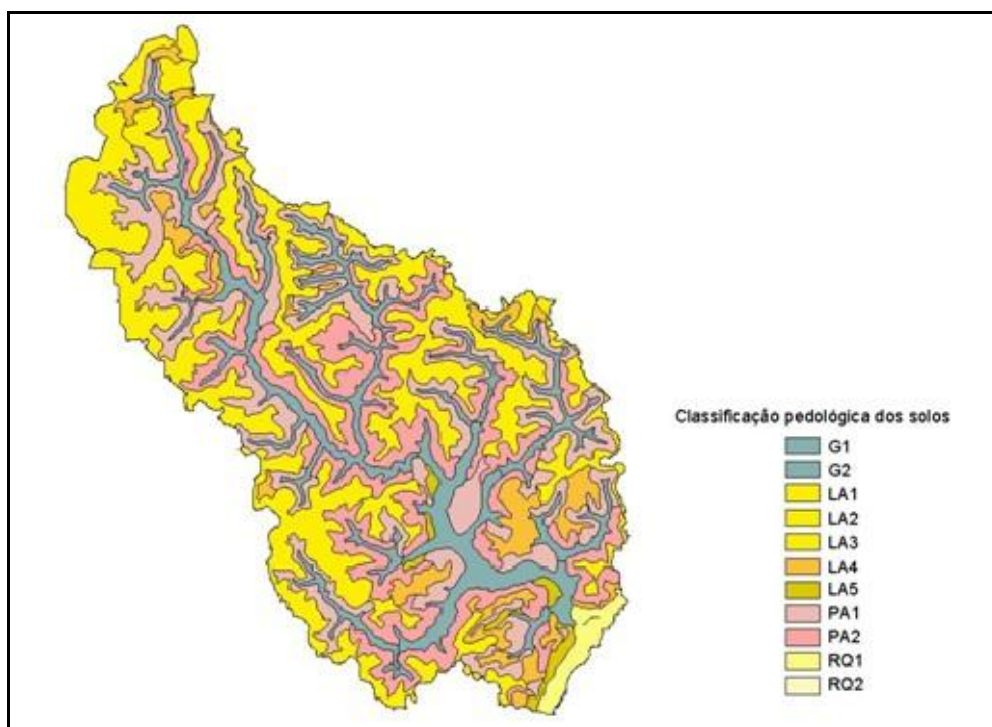 Classificação pedológica dos solos
G1
G2
LA1
LA2
LA3
LA4
LA5
PA1
PA2
RQ1
RQ2